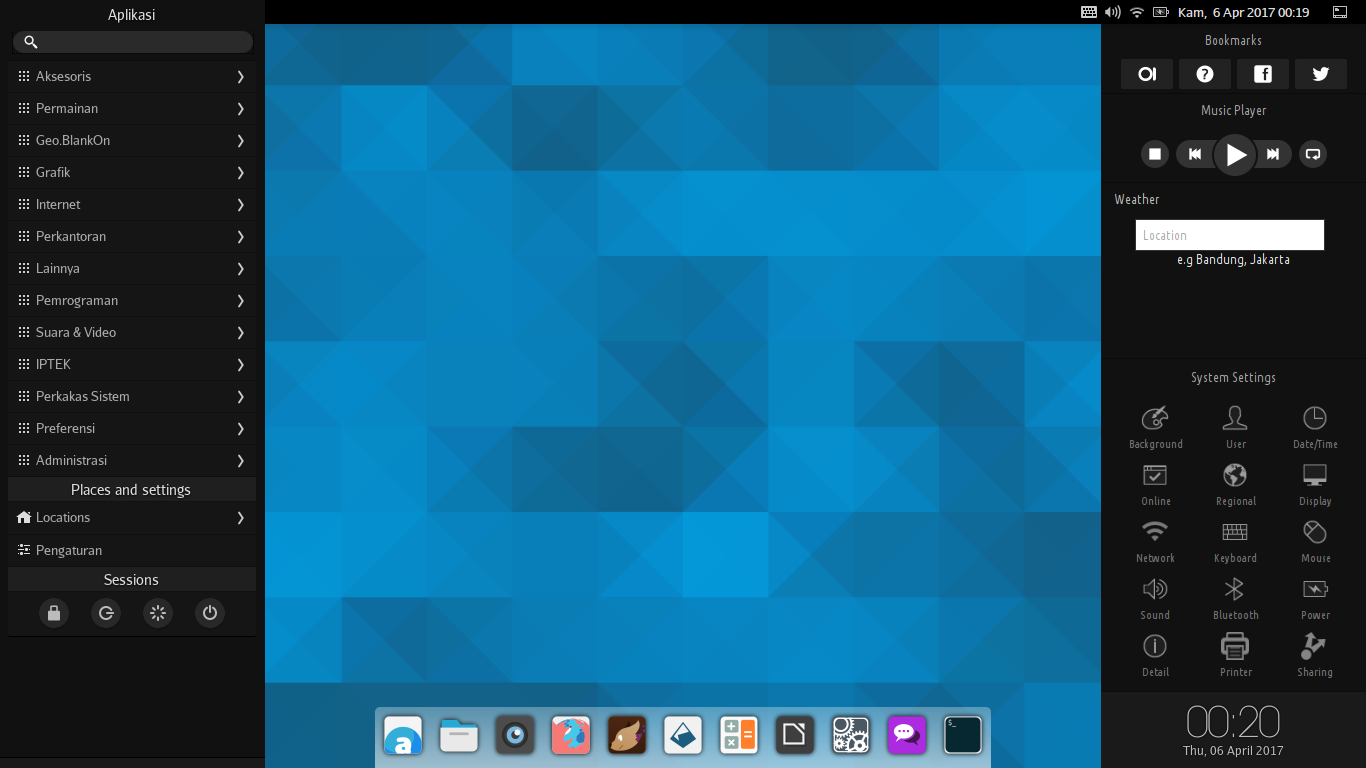 Aplikasi
Aksesoris
Permainan
Geo.BlankOn
Grafik
Internet
Perkantoran
Lainnya
Pemrograman
Suara & Video
IPTEK
Perkakas Sistem
Preferensi
Administrasi
Places and settings
Locations
Pengaturan
Sessions
Kam, 6 Apr 2017 00:19
Bookmarks
Music Player
Weather
Location
e.g Bandung, Jakarta
System Settings
Background User Date/Time
Online Regional Display
Network Keyboard Mouse
Sound Bluetooth Power
Detail Printer Sharing
00:20
Thu, 06 April 2017